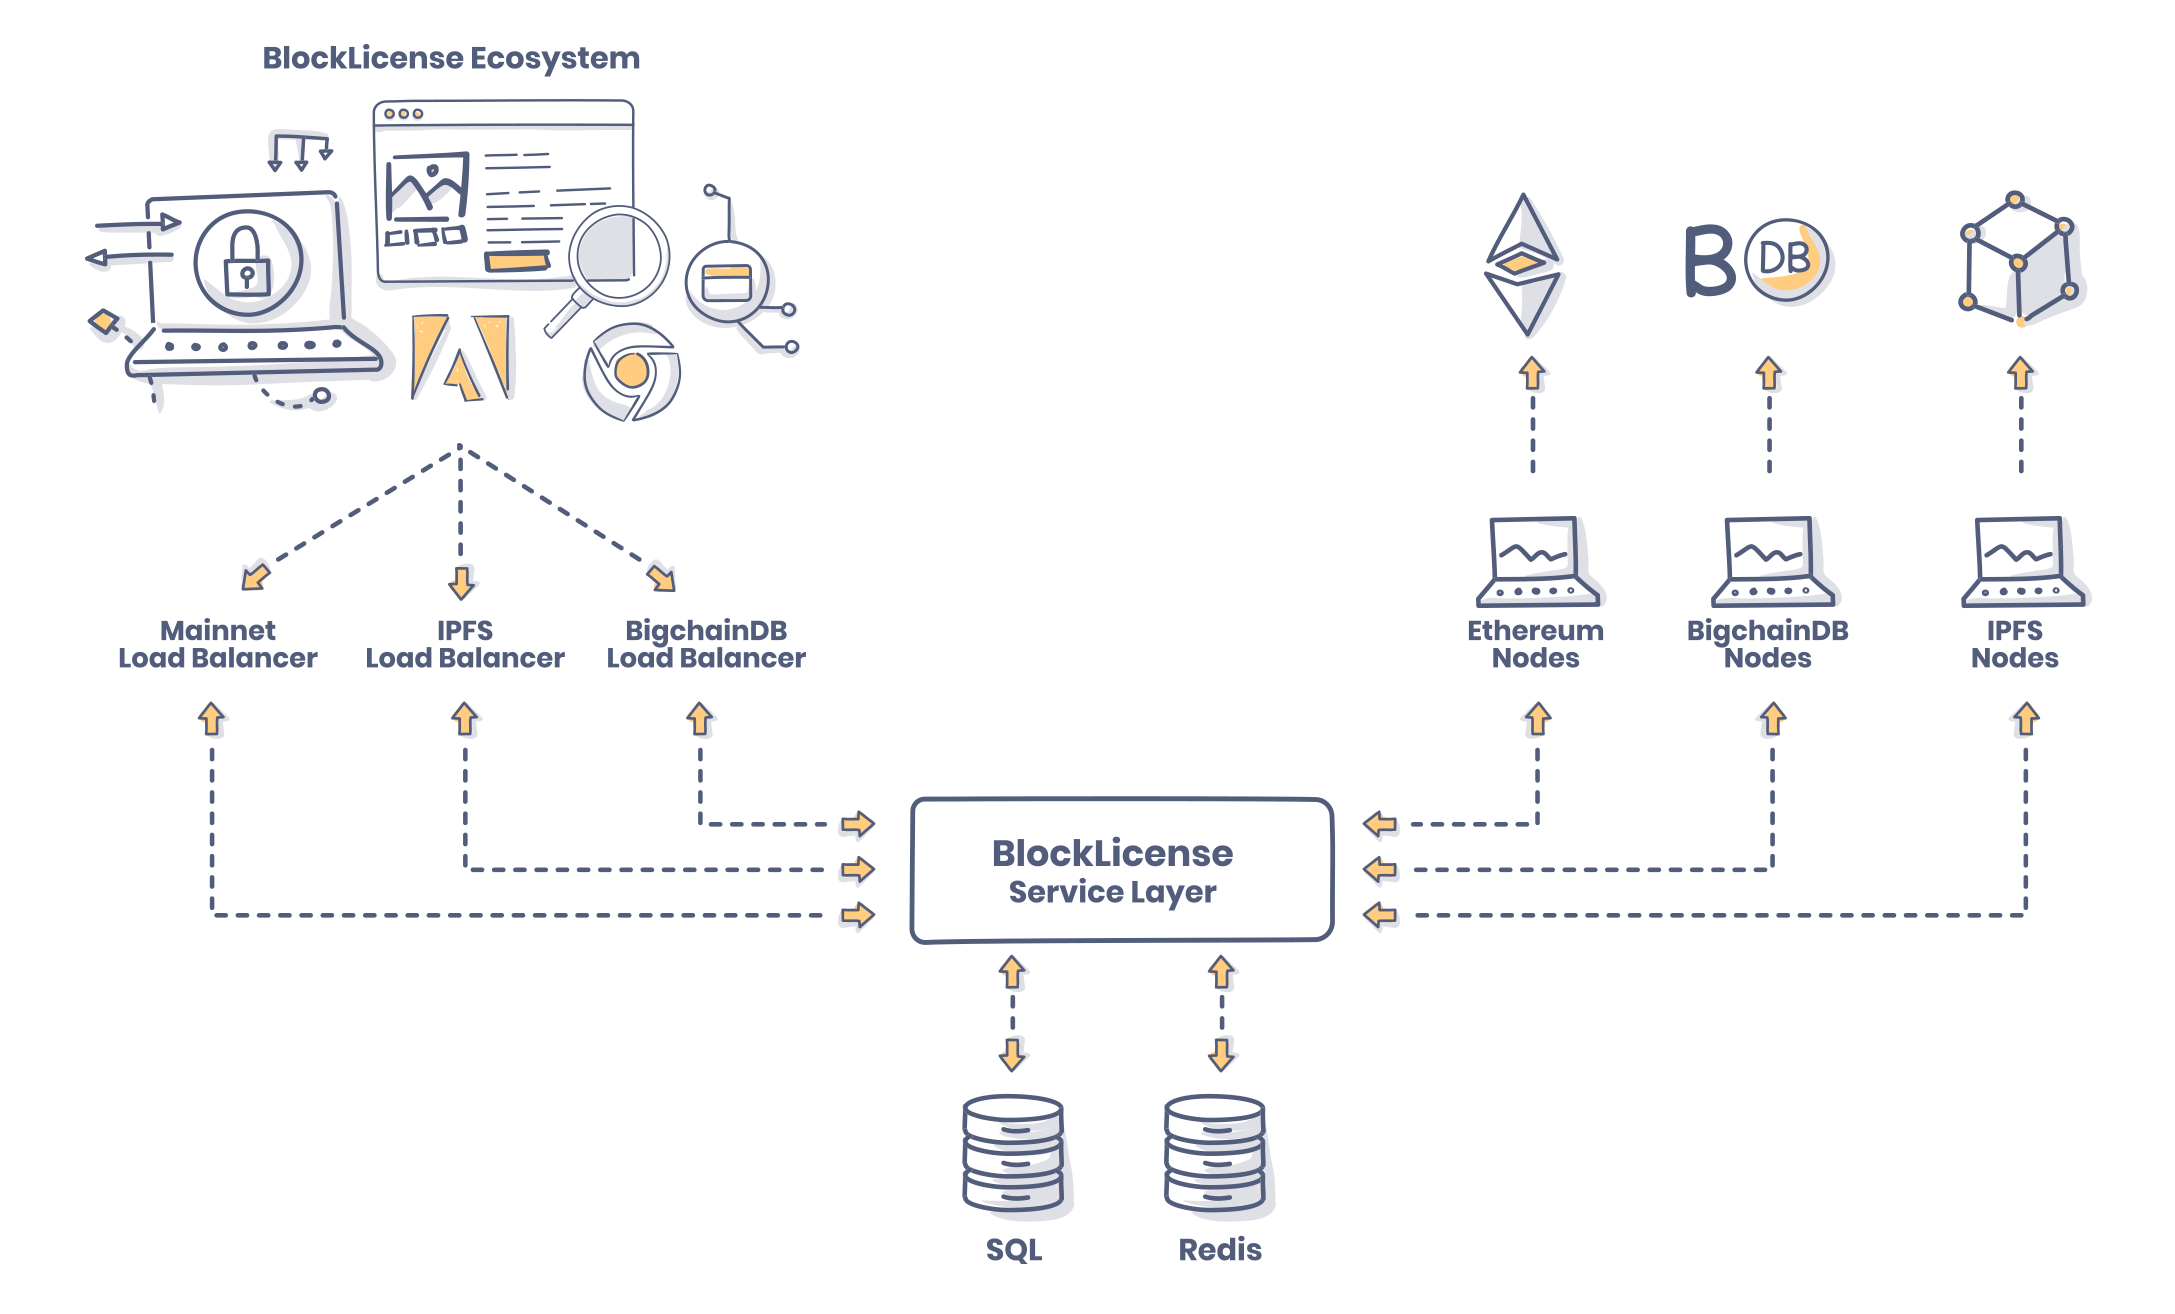 BlockLicense Ecosystem
B DB
Mainnet
Load Balancer
IPFS
Load Balancer
BigchainDB
Load Balancer
Ethereum
Nodes
BigchainDB
Nodes
IPFS
Nodes
BlockLicense
Service Layer
SQL
Redis